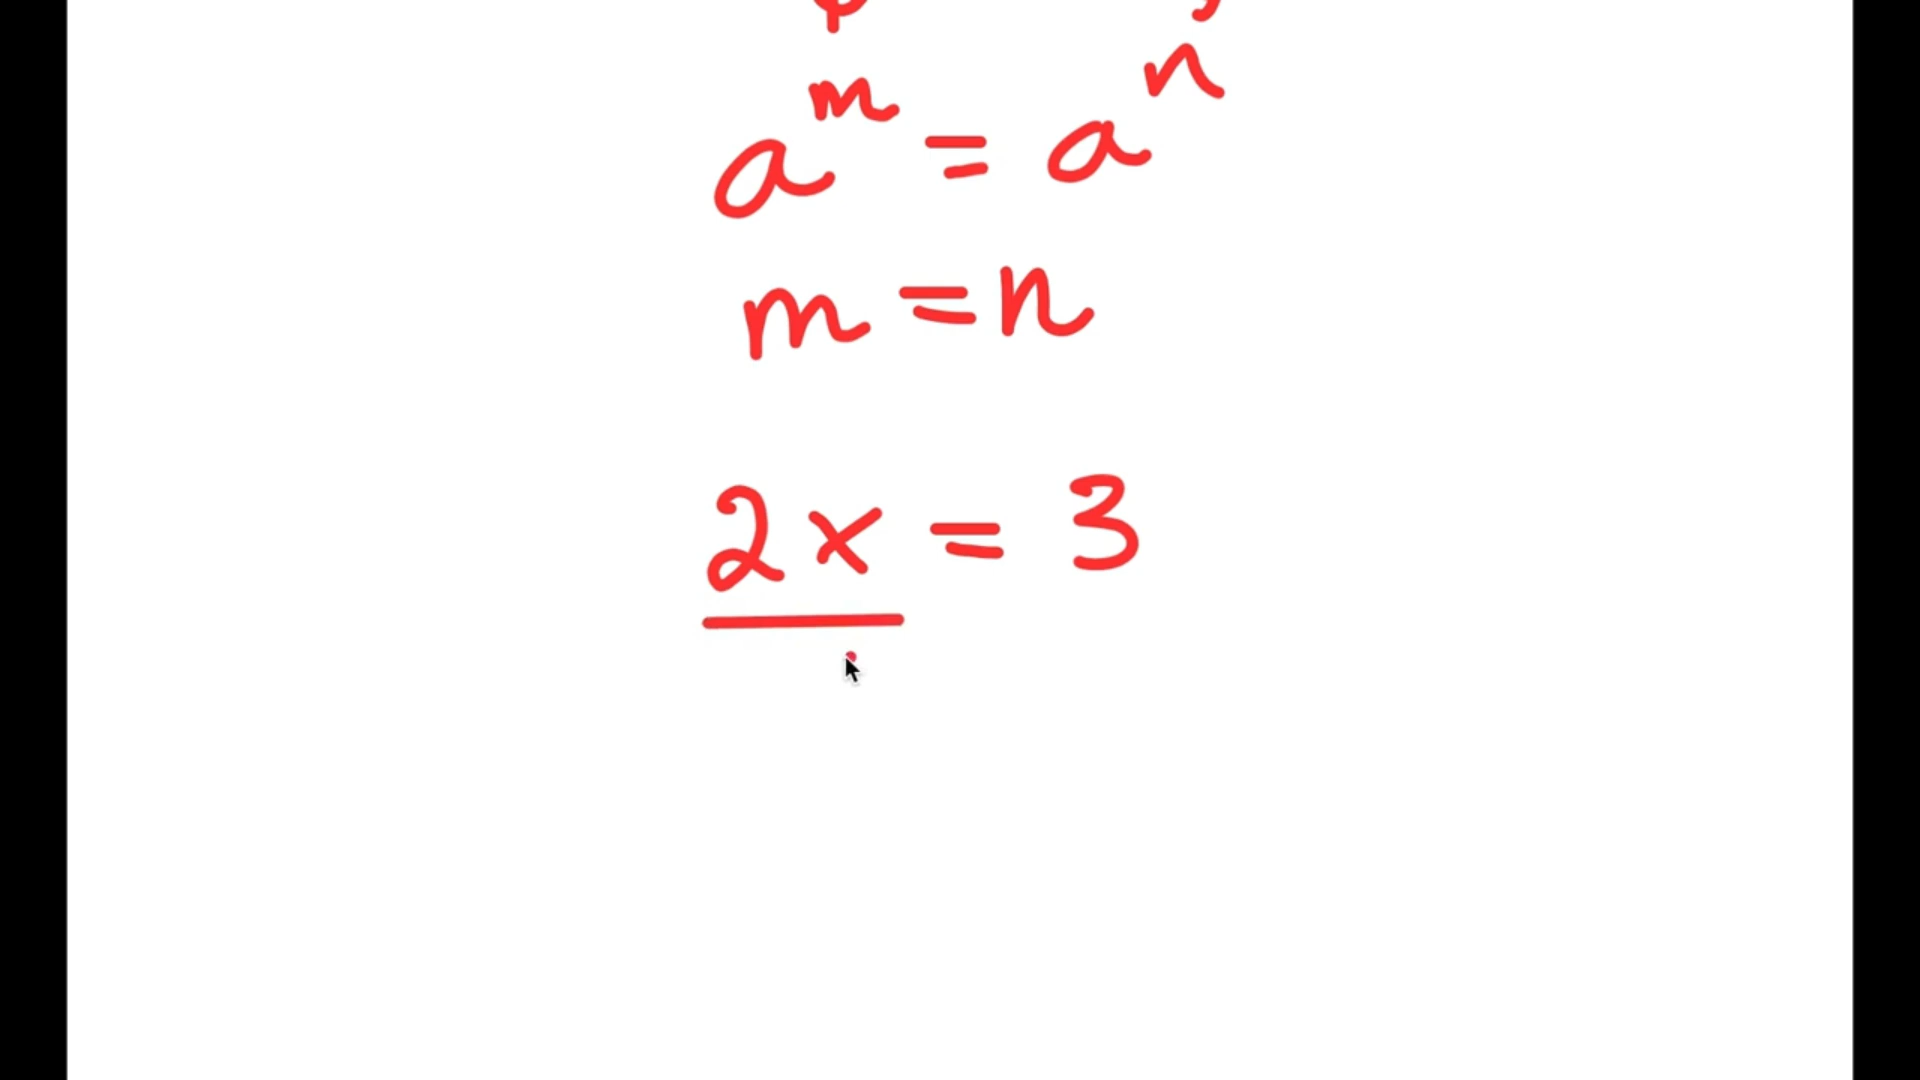 a^m = a^n
m = n
2x = 3